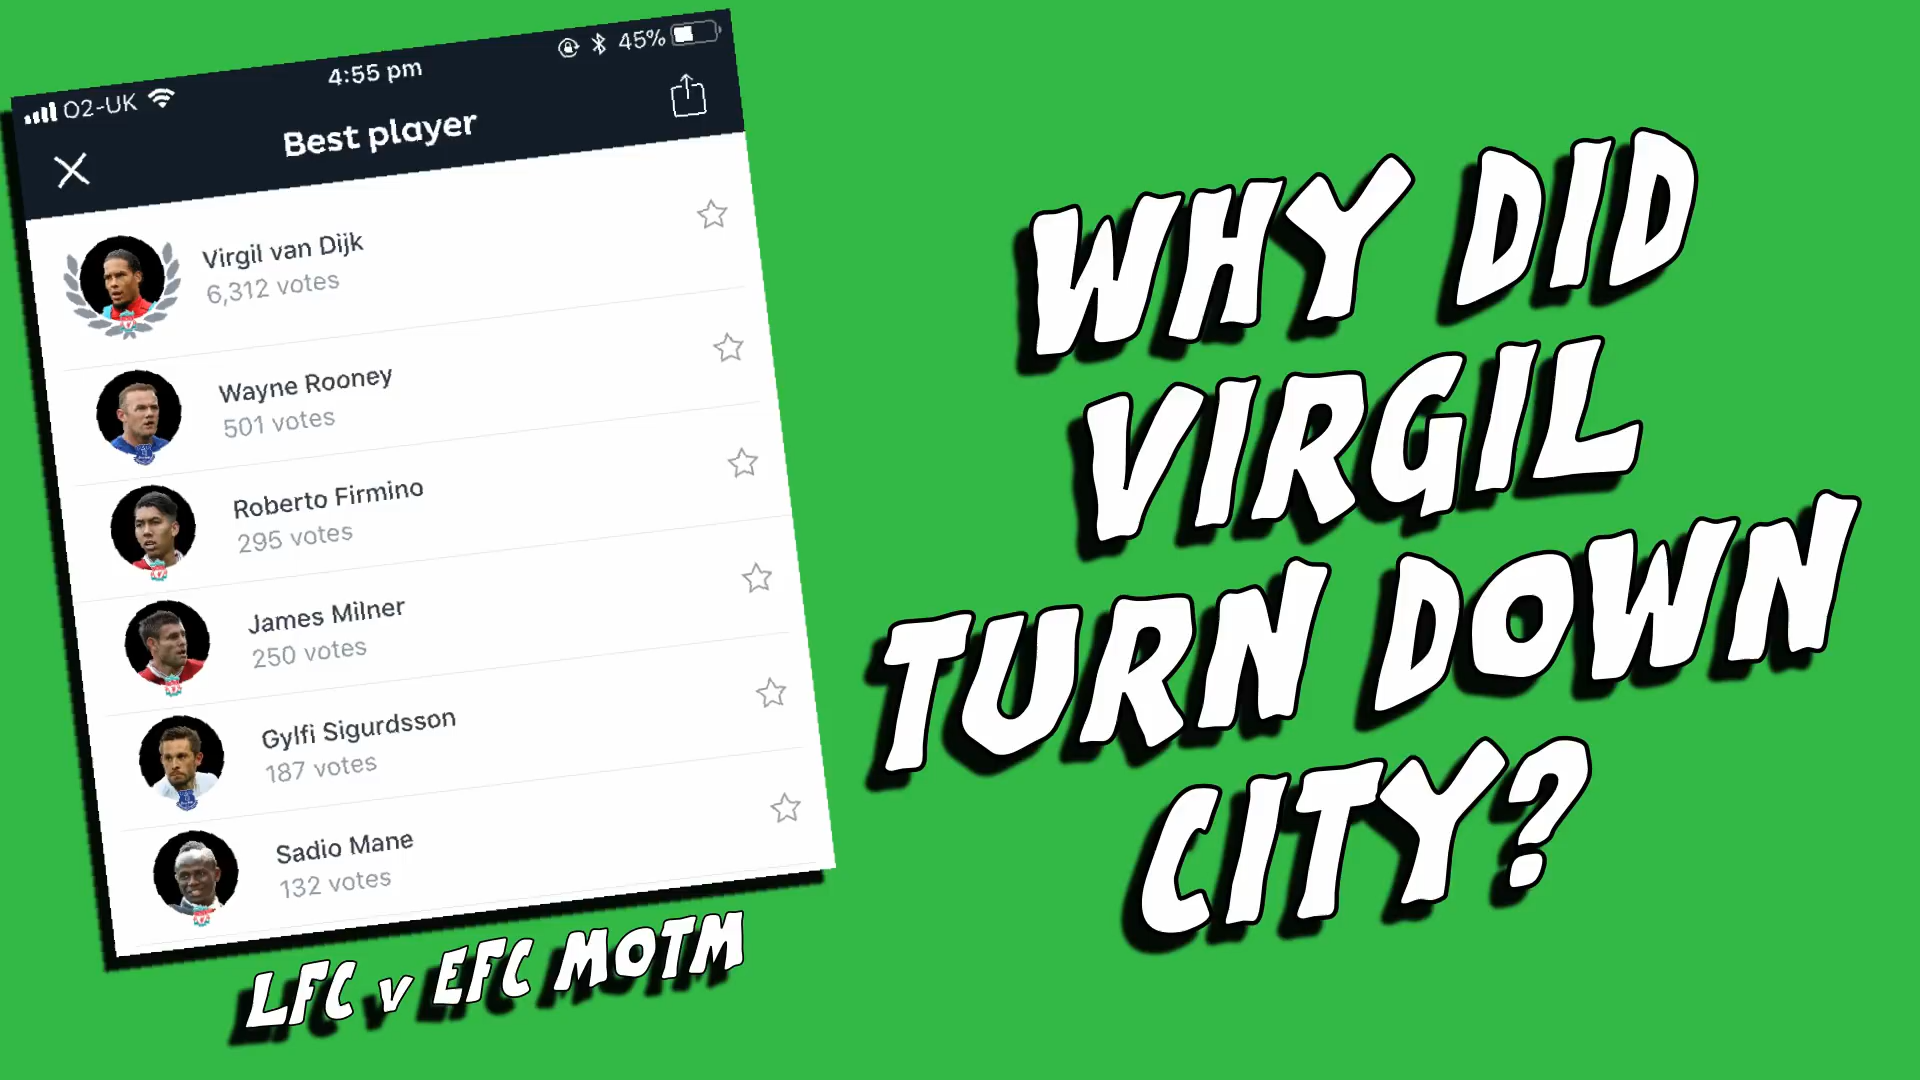 O2-UK 4:55 pm 45%
Best player
Virgil van Dijk
6,312 votes
Wayne Rooney
501 votes
Roberto Firmino
295 votes
James Milner
250 votes
Gylfi Sigurdsson
187 votes
Sadio Mane
132 votes
LFC v EFC MOTM
WHY DID
VIRGIL
TURN DOWN
CITY?